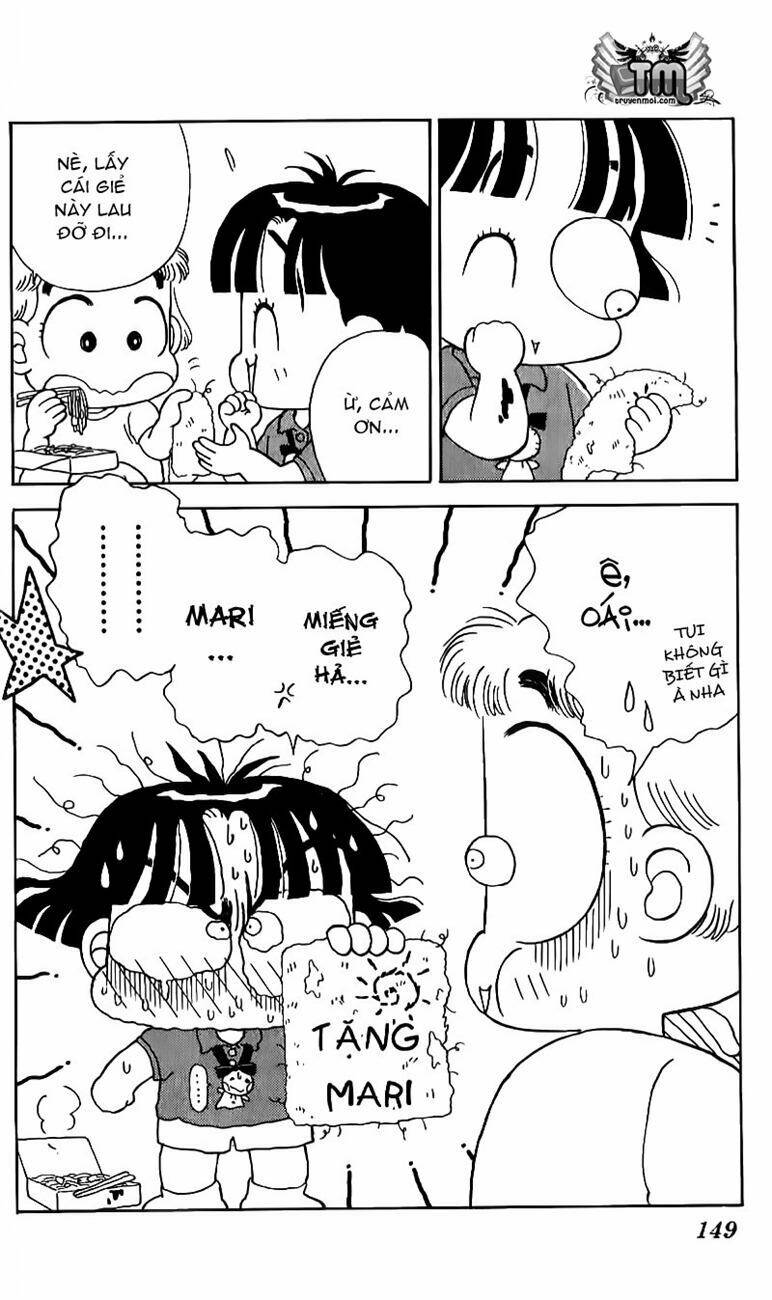 TM
truyenmoi.com
NÈ, LẤY
CÁI GIẺ
NÀY LAU
ĐỠ ĐI...
Ừ, CẢM
ƠN...
Ê,
OÁI...
TUI
KHÔNG
BIẾT GÌ
À NHA
MIẾNG
GIẺ
HẢ...
MARI
...
............
TẶNG
MARI
149